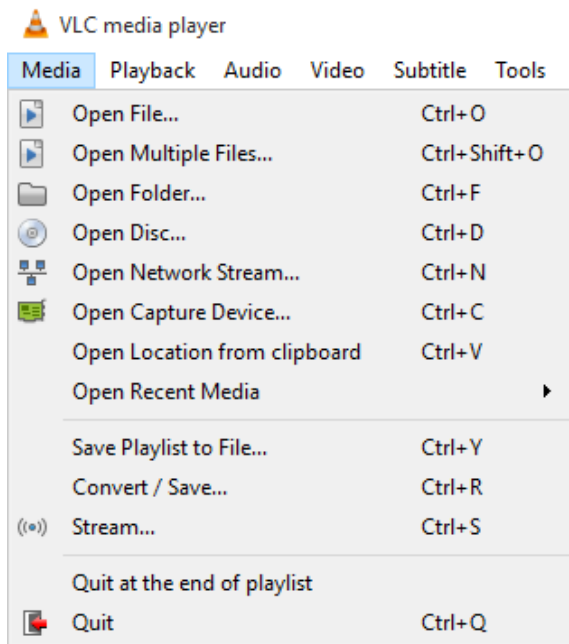 VLC media player
Media Playback Audio Video Subtitle Tools
Open File... Ctrl+O
Open Multiple Files... Ctrl+Shift+O
Open Folder... Ctrl+F
Open Disc... Ctrl+D
Open Network Stream... Ctrl+N
Open Capture Device... Ctrl+C
Open Location from clipboard Ctrl+V
Open Recent Media
Save Playlist to File... Ctrl+Y
Convert / Save... Ctrl+R
Stream... Ctrl+S
Quit at the end of playlist
Quit Ctrl+Q